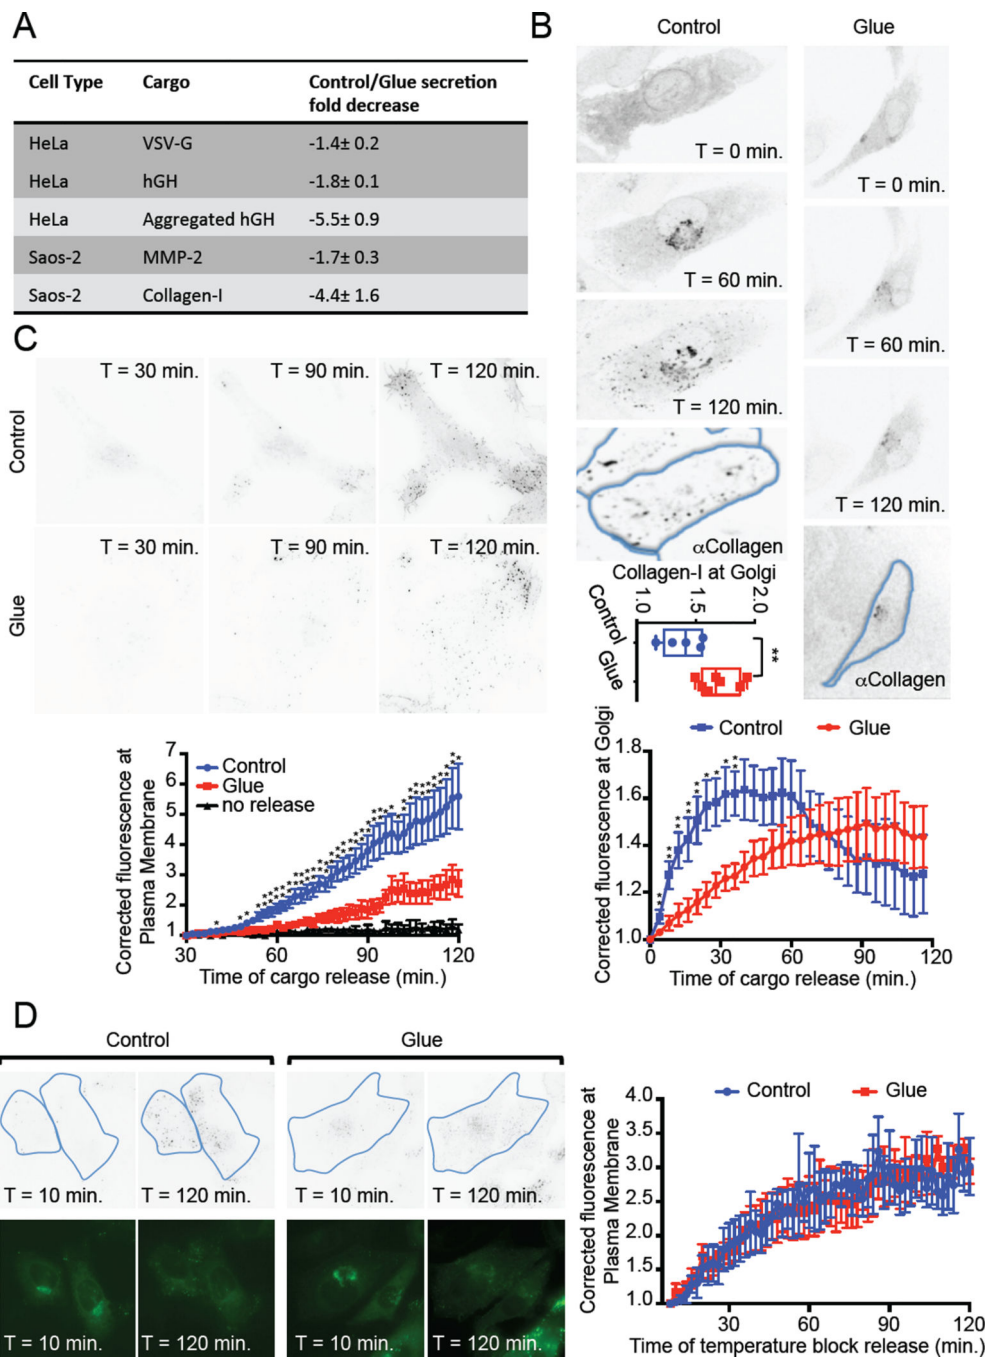 A
Cell Type Cargo Control/Glue secretion
fold decrease
HeLa VSV-G -1.4± 0.2
HeLa hGH -1.8± 0.1
HeLa Aggregated hGH -5.5± 0.9
Saos-2 MMP-2 -1.7± 0.3
Saos-2 Collagen-I -4.4± 1.6
B
Control Glue
T = 0 min.
T = 60 min.
T = 120 min.
αCollagen
T = 0 min.
T = 60 min.
T = 120 min.
αCollagen
Collagen-I at Golgi
1.0 1.5 2.0
Control
Glue
**
Control Glue
Corrected fluorescence at Golgi
1.8
1.6
1.4
1.2
1.0
0 30 60 90 120
Time of cargo release (min.)
C
Control
T = 30 min. T = 90 min. T = 120 min.
Glue
T = 30 min. T = 90 min. T = 120 min.
Corrected fluorescence at
Plasma Membrane
7
6
5
4
3
2
1
Control
Glue
no release
30 60 90 120
Time of cargo release (min.)
D
Control Glue
T = 10 min. T = 120 min. T = 10 min. T = 120 min.
T = 10 min. T = 120 min. T = 10 min. T = 120 min.
Control Glue
Corrected fluorescence at
Plasma Membrane
4.0
3.5
3.0
2.5
2.0
1.5
1.0
30 60 90 120
Time of temperature block release (min.)